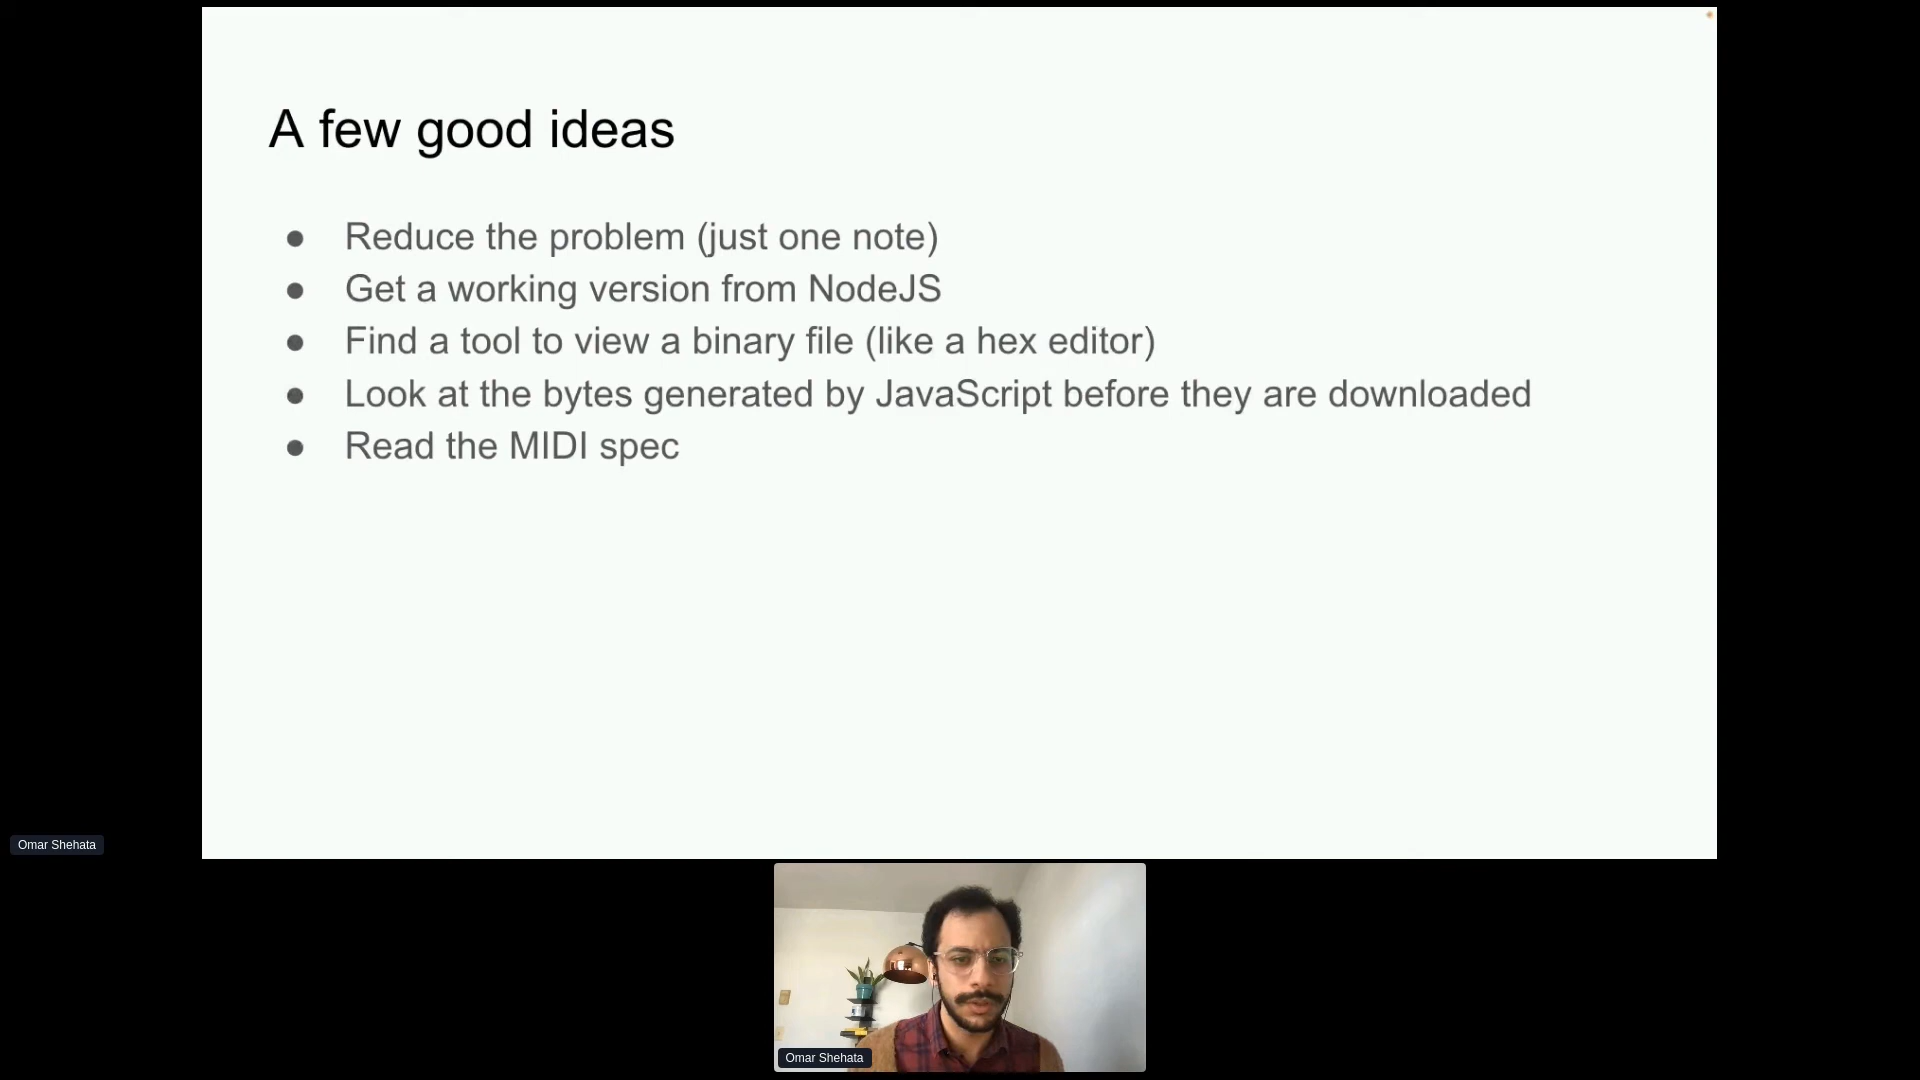 A few good ideas
● Reduce the problem (just one note)
● Get a working version from NodeJS
● Find a tool to view a binary file (like a hex editor)
● Look at the bytes generated by JavaScript before they are downloaded
● Read the MIDI spec
Omar Shehata
Omar Shehata